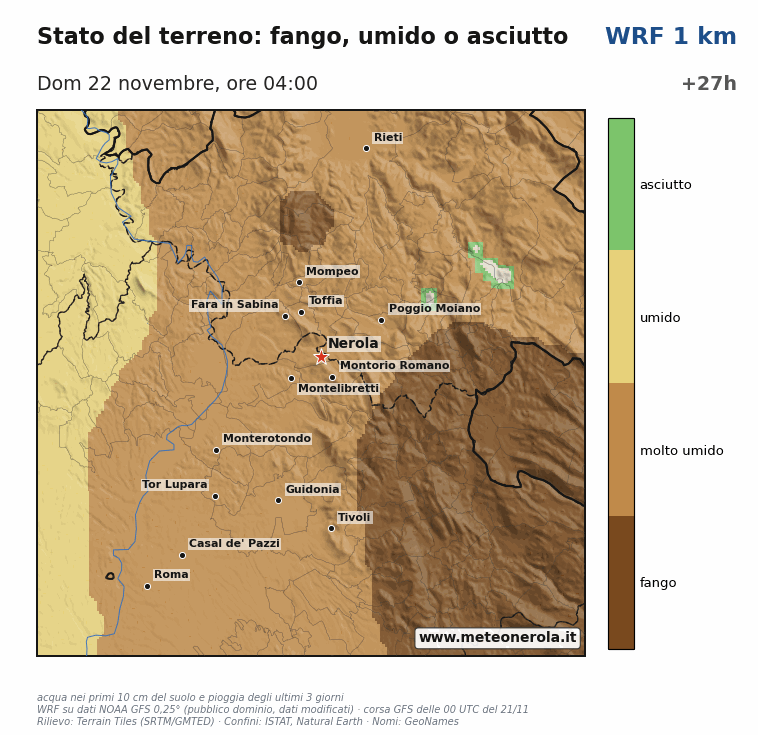 Stato del terreno: fango, umido o asciutto WRF 1 km
Dom 22 novembre, ore 04:00 +27h
Rieti
asciutto
Mompeo
Toffia
Fara in Sabina
Poggio Moiano
umido
Nerola
Montorio Romano
Montelibretti
Monterotondo
molto umido
Tor Lupara
Guidonia
Tivoli
Casal de' Pazzi
Roma
fango
www.meteonerola.it
acqua nei primi 10 cm del suolo e pioggia degli ultimi 3 giorni
WRF su dati NOAA GFS 0,25° (pubblico dominio, dati modificati) · corsa GFS delle 00 UTC del 21/11
Rilievo: Terrain Tiles (SRTM/GMTED) · Confini: ISTAT, Natural Earth · Nomi: GeoNames